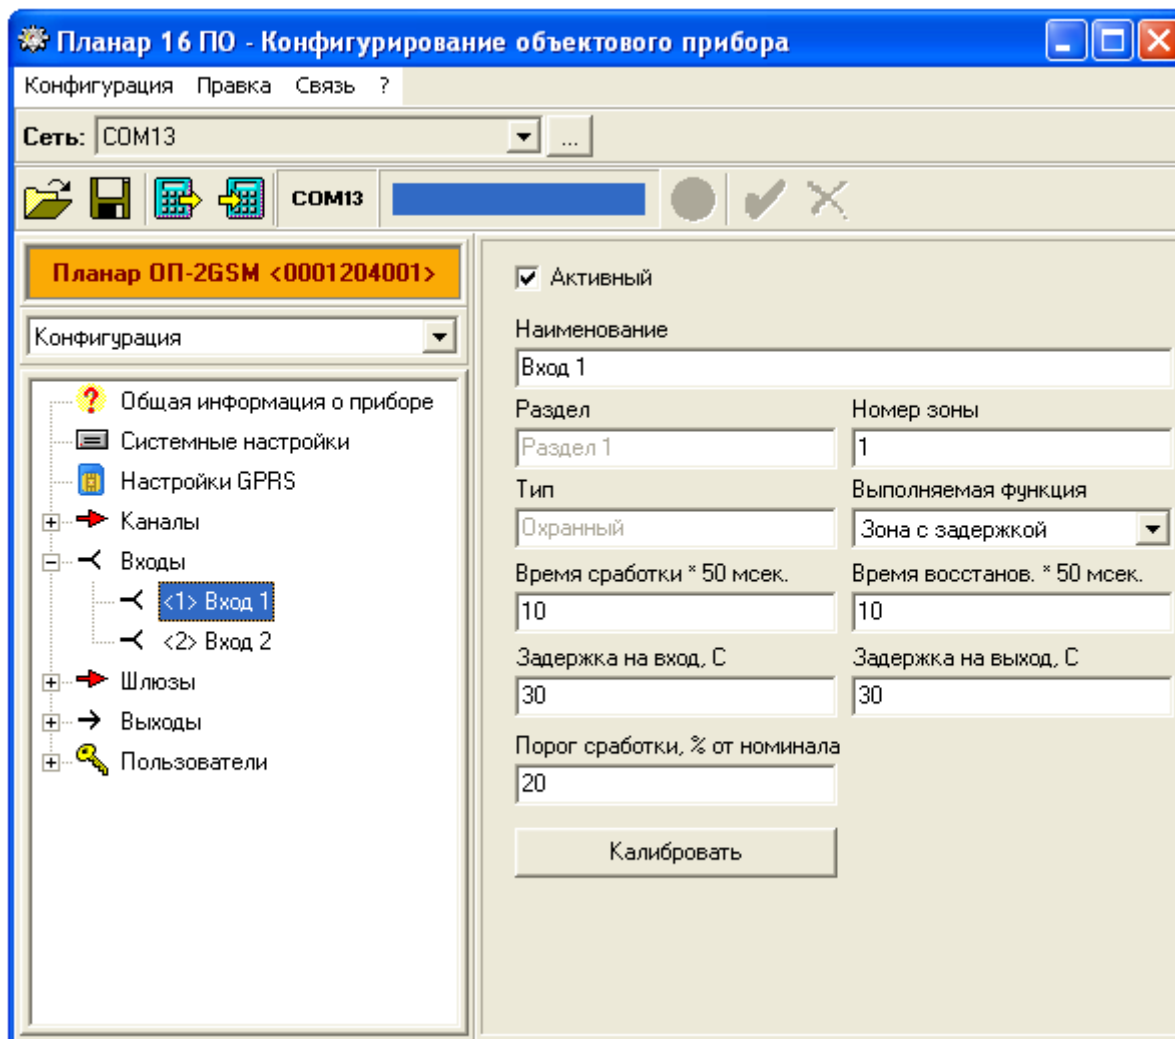 Планар 16 ПО - Конфигурирование объектового прибора
Конфигурация Правка Связь ?
Сеть: COM13 ...
COM13
Планар ОП-2GSM <0001204001>
Конфигурация
Общая информация о приборе
Системные настройки
Настройки GPRS
Каналы
Входы
<1> Вход 1
<2> Вход 2
Шлюзы
Выходы
Пользователи
Активный
Наименование
Вход 1
Раздел Номер зоны
Раздел 1 1
Тип Выполняемая функция
Охранный Зона с задержкой
Время сработки * 50 мсек. Время восстанов. * 50 мсек.
10 10
Задержка на вход, С Задержка на выход, С
30 30
Порог сработки, % от номинала
20
Калибровать